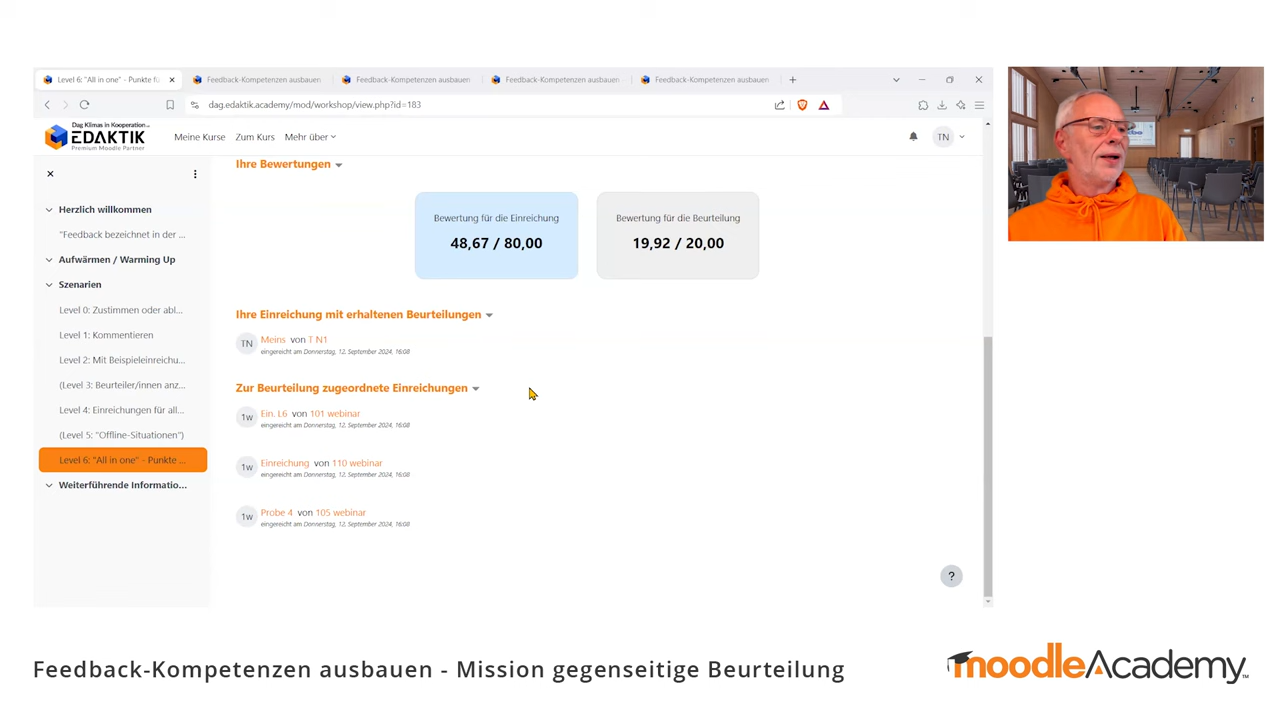 Level 6: "All in one" - Punkte fü
Feedback-Kompetenzen ausbauen
Feedback-Kompetenzen ausbauen
Feedback-Kompetenzen ausbauen
Feedback-Kompetenzen ausbauen
dag.edaktik.academy/mod/workshop/view.php?id=183
Dag Klimas in Kooperation
EDAKTIK
Premium Moodle Partner
Meine Kurse
Zum Kurs
Mehr über
TN
Herzlich willkommen
"Feedback bezeichnet in der ...
Aufwärmen / Warming Up
Szenarien
Level 0: Zustimmen oder abl...
Level 1: Kommentieren
Level 2: Mit Beispieleinreichu...
(Level 3: Beurteiler/innen anz...
Level 4: Einreichungen für all...
(Level 5: "Offline-Situationen")
Level 6: "All in one" - Punkte ...
Weiterführende Informatio...
Ihre Bewertungen
Bewertung für die Einreichung
48,67 / 80,00
Bewertung für die Beurteilung
19,92 / 20,00
Ihre Einreichung mit erhaltenen Beurteilungen
TN
Meins von T N1
eingereicht am Donnerstag, 12. September 2024, 16:08
Zur Beurteilung zugeordnete Einreichungen
1w
Ein. L6 von 101 webinar
eingereicht am Donnerstag, 12. September 2024, 16:08
1w
Einreichung von 110 webinar
eingereicht am Donnerstag, 12. September 2024, 16:08
1w
Probe 4 von 105 webinar
eingereicht am Donnerstag, 12. September 2024, 16:08
?
Feedback-Kompetenzen ausbauen - Mission gegenseitige Beurteilung
moodleAcademy™